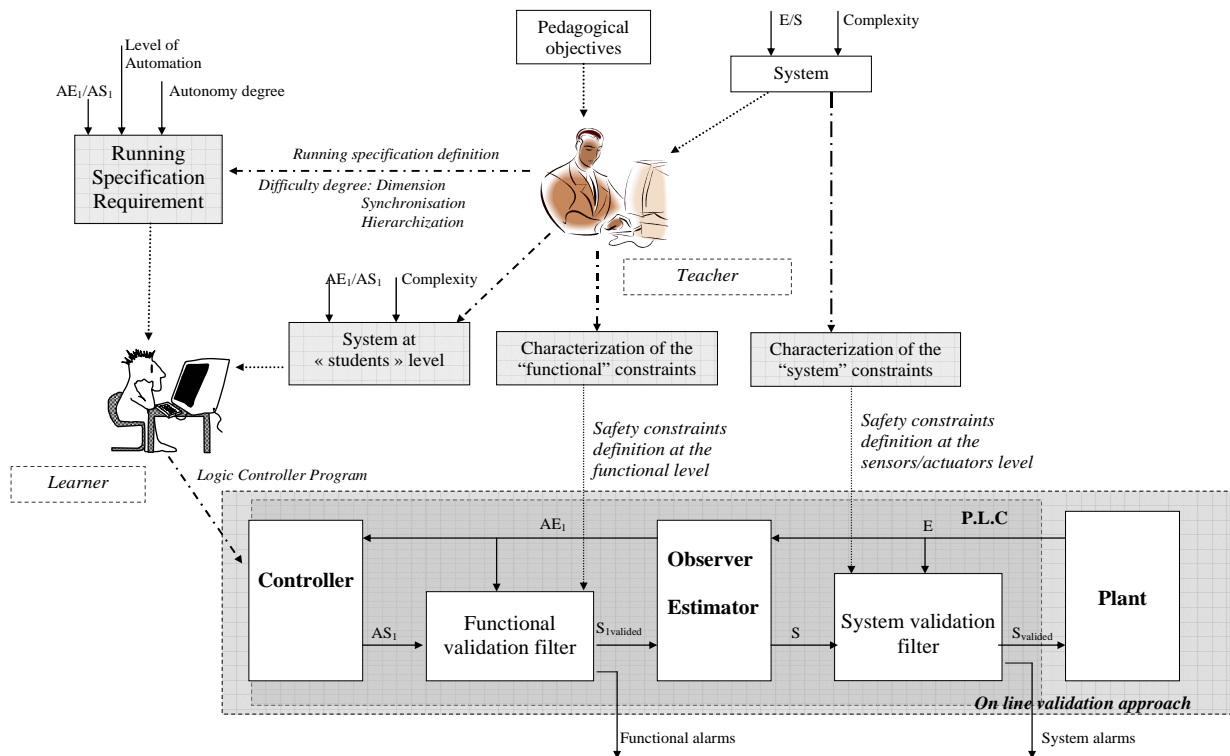 E/S
Complexity
Pedagogical
objectives
System
Level of
Automation
AE₁/AS₁
Autonomy degree
Running
Specification
Requirement
Running specification definition
Difficulty degree: Dimension
Synchronisation
Hierarchization
Teacher
AE₁/AS₁
Complexity
System at
« students » level
Characterization of the
“functional” constraints
Characterization of the
“system” constraints
Safety constraints
definition at the
functional level
Safety constraints
definition at the
sensors/actuators level
Learner
Logic Controller Program
P.L.C
AE₁
E
Controller
Observer
Estimator
Plant
Functional
validation filter
System validation
filter
AS₁
S₁valided
S
Svalided
On line validation approach
Functional alarms
System alarms